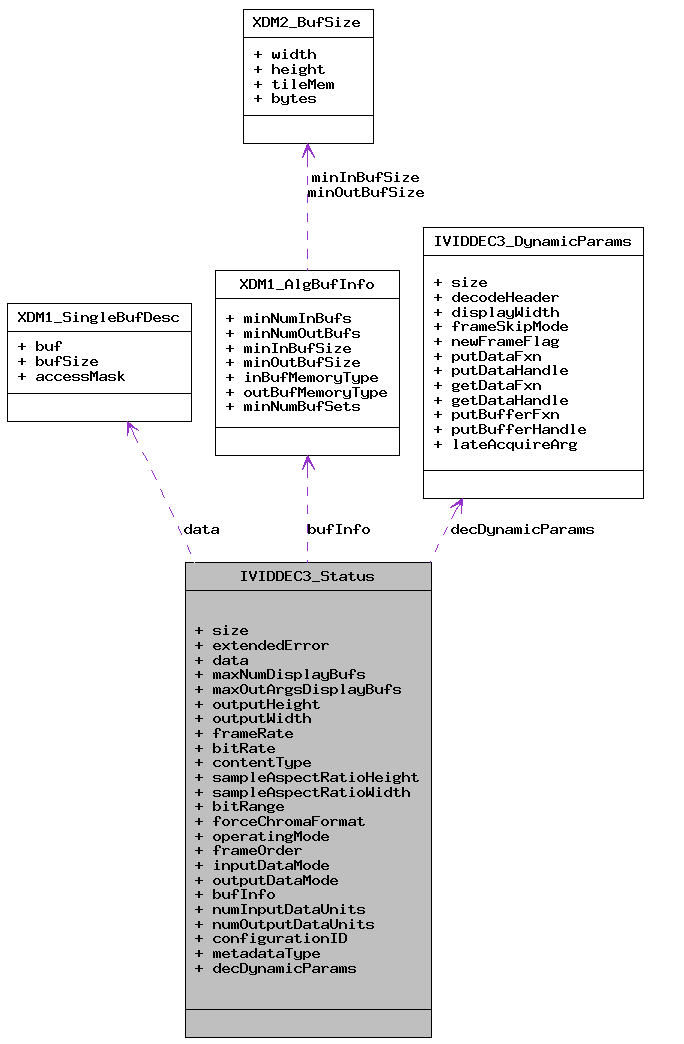 XDM2_BufSize
+ width
+ height
+ tileMem
+ bytes
minInBufSize
minOutBufSize
IVIDDEC3_DynamicParams
+ size
+ decodeHeader
+ displayWidth
+ frameSkipMode
+ newFrameFlag
+ putDataFxn
+ putDataHandle
+ getDataFxn
+ getDataHandle
+ putBufferFxn
+ putBufferHandle
+ lateAcquireArg
XDM1_AlgBufInfo
+ minNumInBufs
+ minNumOutBufs
+ minInBufSize
+ minOutBufSize
+ inBufMemoryType
+ outBufMemoryType
+ minNumBufSets
XDM1_SingleBufDesc
+ buf
+ bufSize
+ accessMask
data
bufInfo
decDynamicParams
IVIDDEC3_Status
+ size
+ extendedError
+ data
+ maxNumDisplayBufs
+ maxOutArgsDisplayBufs
+ outputHeight
+ outputWidth
+ frameRate
+ bitRate
+ contentType
+ sampleAspectRatioHeight
+ sampleAspectRatioWidth
+ bitRange
+ forceChromaFormat
+ operatingMode
+ frameOrder
+ inputDataMode
+ outputDataMode
+ bufInfo
+ numInputDataUnits
+ numOutputDataUnits
+ configurationID
+ metadataType
+ decDynamicParams